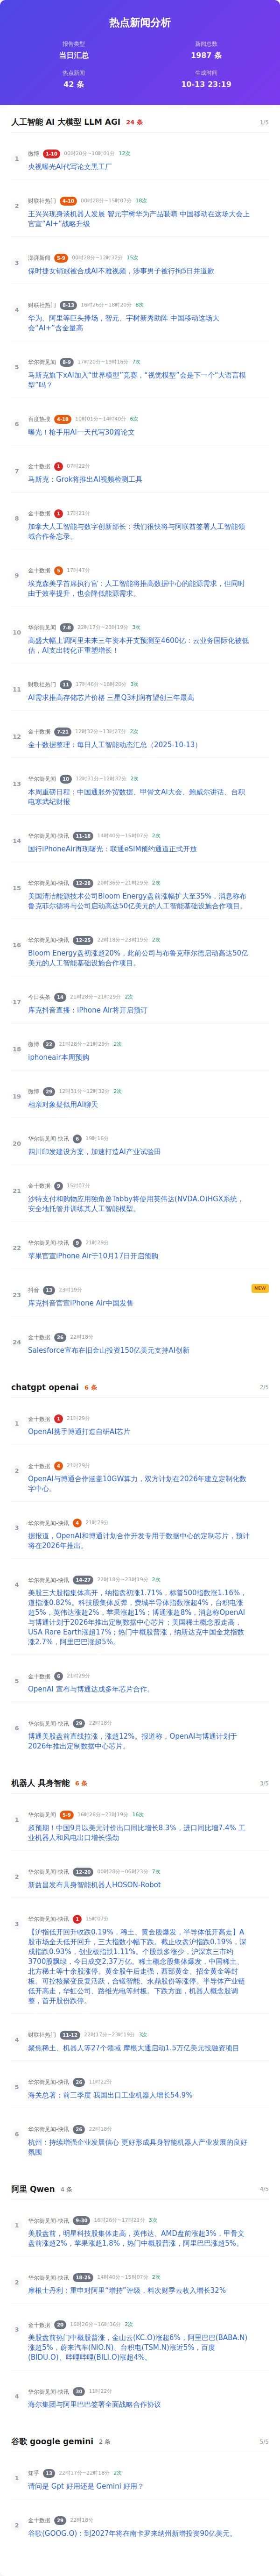 热点新闻分析
报告类型
新闻总数
当日汇总
1987 条
热点新闻
生成时间
42 条
10-13 23:19
人工智能 AI 大模型 LLM AGI 24 条 1/5
1
微博 1-10 00时28分~10时01分 12次
央视曝光AI代写论文黑工厂
2
财联社热门 4-10 00时28分~15时07分 18次
王兴兴现身谈机器人发展 智元宇树华为产品吸睛 中国移动在这场大会上
官宣“AI+”战略升级
3
澎湃新闻 5-9 00时28分~12时32分 15次
保时捷女销冠被合成AI不雅视频，涉事男子被行拘5日并道歉
4
财联社热门 8-13 16时26分~19时20分 8次
华为、阿里等巨头捧场，智元、宇树新秀助阵 中国移动这场大
会“AI+”含金量高
5
华尔街见闻 8-9 17时20分~19时16分 7次
马斯克旗下xAI加入“世界模型”竞赛，“视觉模型”会是下一个“大语言模
型”吗？
6
百度热搜 4-18 10时01分~14时40分 6次
曝光！枪手用AI一天代写30篇论文
7
金十数据 1 07时22分
马斯克：Grok将推出AI视频检测工具
8
金十数据 1 17时21分
加拿大人工智能与数字创新部长：我们很快将与阿联酋签署人工智能领
域合作备忘录。
9
金十数据 5 17时47分
埃克森美孚首席执行官：人工智能将推高数据中心的能源需求，但同时
由于效率提升，也会降低能源需求。
10
华尔街见闻 7-8 22时17分~23时19分 3次
高盛大幅上调阿里未来三年资本开支预测至4600亿：云业务国际化被低
估，AI支出转化正重塑增长！
11
财联社热门 11 17时46分~18时20分 3次
AI需求推高存储芯片价格 三星Q3利润有望创三年最高
12
金十数据 7-21 12时32分~13时27分 2次
金十数据整理：每日人工智能动态汇总（2025-10-13）
13
华尔街见闻 10 12时31分~12时32分 2次
本周重磅日程：中国通胀外贸数据、甲骨文AI大会、鲍威尔讲话、台积
电寒武纪财报
14
华尔街见闻-快讯 11-18 14时40分~15时07分 2次
国行iPhoneAir再现曙光：联通eSIM预约通道正式开放
15
华尔街见闻-快讯 12-28 20时36分~21时29分 2次
美国清洁能源技术公司Bloom Energy盘前涨幅扩大至35%，消息称布
鲁克菲尔德将与公司启动高达50亿美元的人工智能基础设施合作项目。
16
华尔街见闻-快讯 12-25 22时18分~23时19分 2次
Bloom Energy盘初涨超20%，此前公司与布鲁克菲尔德启动高达50亿
美元的人工智能基础设施合作项目。
17
今日头条 14 21时28分~21时29分 2次
库克抖音直播：iPhone Air将开启预订
18
微博 22 21时28分~21时29分 2次
iphoneair本周预购
19
微博 29 12时31分~12时32分 2次
相亲对象疑似用AI聊天
20
华尔街见闻-快讯 6 19时16分
四川印发建设方案，加速打造AI产业试验田
21
金十数据 9 15时07分
沙特支付和购物应用独角兽Tabby将使用英伟达(NVDA.O)HGX系统，
安全地托管并训练其人工智能模型。
22
华尔街见闻-快讯 9 21时29分
苹果官宣iPhone Air于10月17日开启预购
23
抖音 13 23时19分 NEW
库克抖音官宣iPhone Air中国发售
24
金十数据 26 22时18分
Salesforce宣布在旧金山投资150亿美元支持AI创新
chatgpt openai 6 条 2/5
1
金十数据 1 21时29分
OpenAI携手博通打造自研AI芯片
2
金十数据 4 21时29分
OpenAI与博通合作涵盖10GW算力，双方计划在2026年建立定制化数
字中心。
3
华尔街见闻-快讯 4 21时29分
据报道，OpenAI和博通计划合作开发专用于数据中心的定制芯片，预计
将在2026年推出。
4
华尔街见闻-快讯 14-27 22时18分~23时19分 2次
美股三大股指集体高开，纳指盘初涨1.71%，标普500指数涨1.16%，
道指涨0.82%。科技股集体反弹，费城半导体指数涨超4%，台积电涨
超5%，英伟达涨2%，苹果涨1%；博通涨超8%，消息称OpenAI
与博通计划于2026年推出定制数据中心芯片；美国稀土概念股走高，
USA Rare Earth涨超17%；热门中概股普涨，纳斯达克中国金龙指数
涨2.7%，阿里巴巴涨超5%。
5
金十数据 6 21时29分
OpenAI 宣布与博通达成多年芯片合作。
6
华尔街见闻-快讯 29 22时18分
博通美股盘前直线拉涨，涨超12%。报道称，OpenAI与博通计划于
2026年推出定制数据中心芯片。
机器人 具身智能 6 条 3/5
1
华尔街见闻 5-9 16时26分~23时19分 16次
超预期！中国9月以美元计价出口同比增长8.3%，进口同增7.4% 工
业机器人和风电出口增长强劲
2
华尔街见闻-快讯 12-20 00时28分~06时23分 7次
新益昌发布具身智能机器人HOSON-Robot
3
华尔街见闻-快讯 1 15时07分
【沪指低开回升收跌0.19%，稀土、黄金股爆发，半导体低开高走】A
股市场全天低开回升，三大指数小幅下跌。截止收盘沪指跌0.19%，深
成指跌0.93%，创业板指跌1.11%。个股跌多涨少，沪深京三市约
3700股飘绿，今日成交2.37万亿。稀土概念股集体爆发，中国稀土、
北方稀土等十余股涨停。黄金股午后走强，西部黄金、招金黄金等封
板。可控核聚变反复活跃，合锻智能、永鼎股份等涨停。半导体产业链
低开高走，华虹公司、路维光电等封板。下跌方面，机器人概念股调
整，首开股份跌停。
4
财联社热门 11-12 22时17分~23时19分 3次
聚焦稀土、机器人等27个领域 摩根大通启动1.5万亿美元投融资项目
5
华尔街见闻-快讯 26 11时22分
海关总署：前三季度 我国出口工业机器人增长54.9%
6
华尔街见闻-快讯 26 22时18分
杭州：持续增强企业发展信心 更好形成具身智能机器人产业发展的良好
氛围
阿里 Qwen 4 条 4/5
1
华尔街见闻-快讯 9-30 16时26分~17时21分 3次
美股盘前，明星科技股集体走高，英伟达、AMD盘前涨超3%，甲骨文
盘前涨超2%，苹果涨1.8%，热门中概股普涨，阿里巴巴涨超5%。
2
华尔街见闻-快讯 18-25 14时40分~15时07分 2次
摩根士丹利：重申对阿里“增持”评级，料次财季云收入增长32%
3
金十数据 20 16时26分~16时36分 2次
美股盘前热门中概股普涨，金山云(KC.O)涨超6%，阿里巴巴(BABA.N)
涨超5%，蔚来汽车(NIO.N)、台积电(TSM.N)涨近5%，百度
(BIDU.O)、哔哩哔哩(BILI.O)涨超4%。
4
华尔街见闻-快讯 30 11时22分
海尔集团与阿里巴巴签署全面战略合作协议
谷歌 google gemini 2 条 5/5
1
知乎 13 22时17分~22时18分 2次
请问是 Gpt 好用还是 Gemini 好用？
2
金十数据 29 22时18分
谷歌(GOOG.O)：到2027年将在南卡罗来纳州新增投资90亿美元。